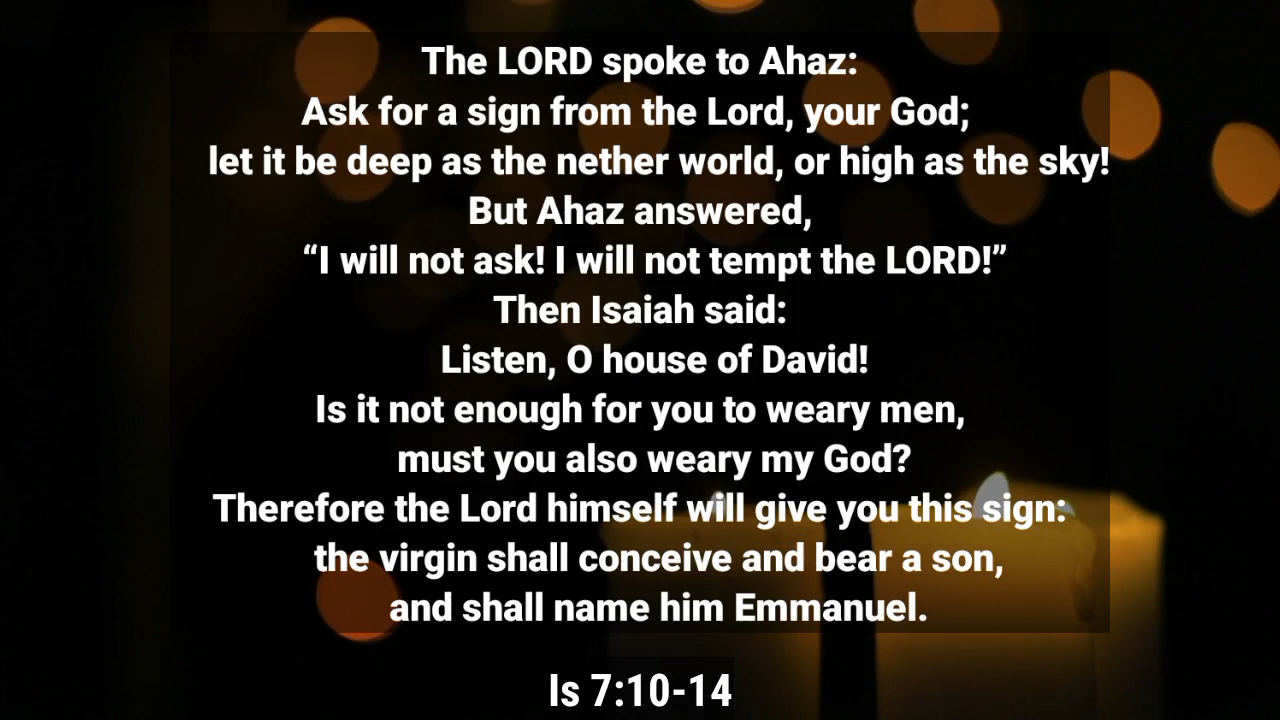 The LORD spoke to Ahaz:
Ask for a sign from the Lord, your God;
let it be deep as the nether world, or high as the sky!
But Ahaz answered,
“I will not ask! I will not tempt the LORD!”
Then Isaiah said:
Listen, O house of David!
Is it not enough for you to weary men,
must you also weary my God?
Therefore the Lord himself will give you this sign:
the virgin shall conceive and bear a son,
and shall name him Emmanuel.
Is 7:10-14